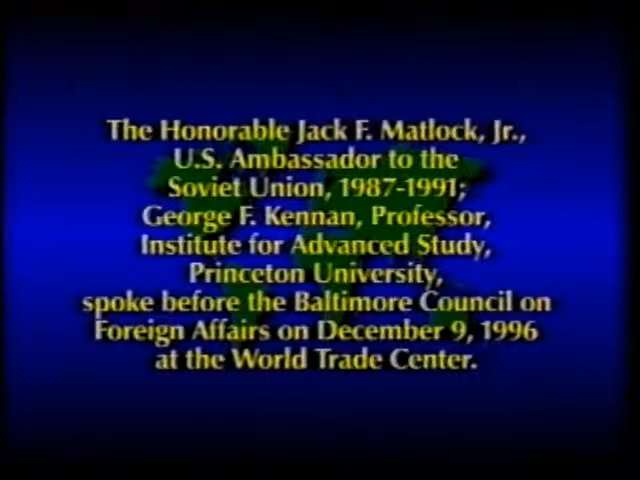 The Honorable Jack F. Matlock, Jr.,
U.S. Ambassador to the
Soviet Union, 1987-1991;
George F. Kennan, Professor,
Institute for Advanced Study,
Princeton University,
spoke before the Baltimore Council on
Foreign Affairs on December 9, 1996
at the World Trade Center.